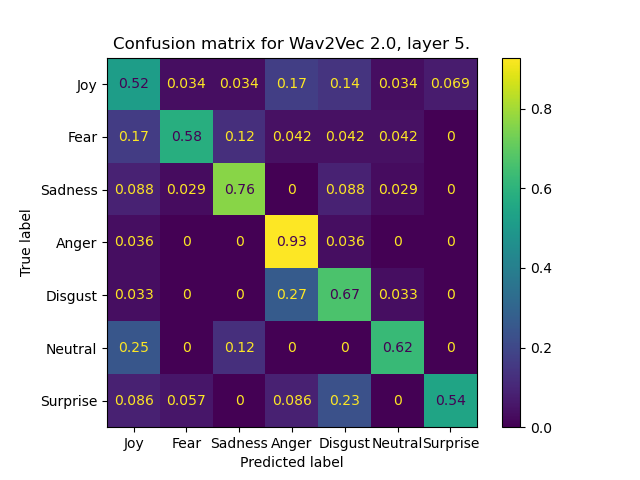 Confusion matrix for Wav2Vec 2.0, layer 5.
True label
Joy 0.52 0.034 0.034 0.17 0.14 0.034 0.069
Fear 0.17 0.58 0.12 0.042 0.042 0.042 0
Sadness 0.088 0.029 0.76 0 0.088 0.029 0
Anger 0.036 0 0 0.93 0.036 0 0
Disgust 0.033 0 0 0.27 0.67 0.033 0
Neutral 0.25 0 0.12 0 0 0.62 0
Surprise 0.086 0.057 0 0.086 0.23 0 0.54
Joy Fear Sadness Anger Disgust Neutral Surprise
Predicted label
0.8
0.6
0.4
0.2
0.0